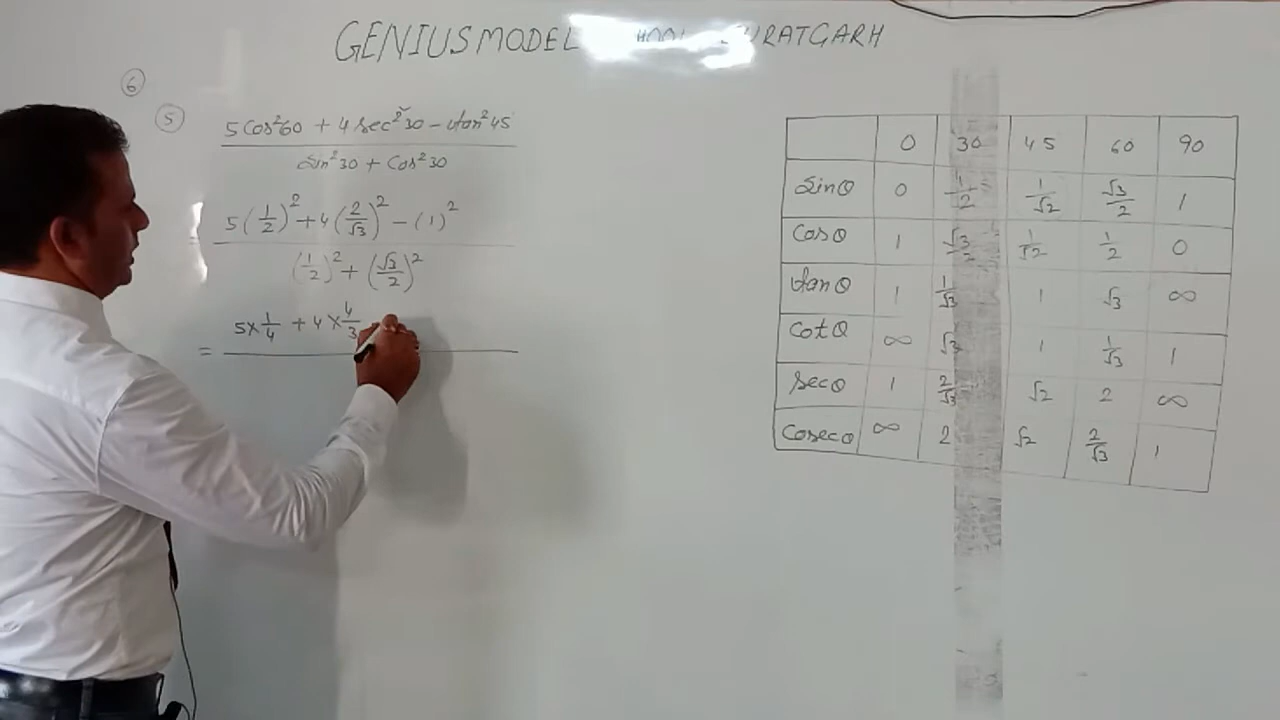 GENIUS MODEL HOOL SURATGARH
6
5
5 cos²60 + 4 sec²30 − tan²45
sin²30 + cos²30
5(1/2)² + 4(2/√3)² − (1)²
(1/2)² + (√3/2)²
= 5×1/4 + 4×4/3
0 30 45 60 90
sinθ 0 1/2 1/√2 √3/2 1
cosθ 1 √3/2 1/√2 1/2 0
tanθ 1 1/√3 1 √3 ∞
cotθ ∞ √3 1 1/√3 1
secθ 1 2/√3 √2 2 ∞
cosecθ ∞ 2 √2 2/√3 1